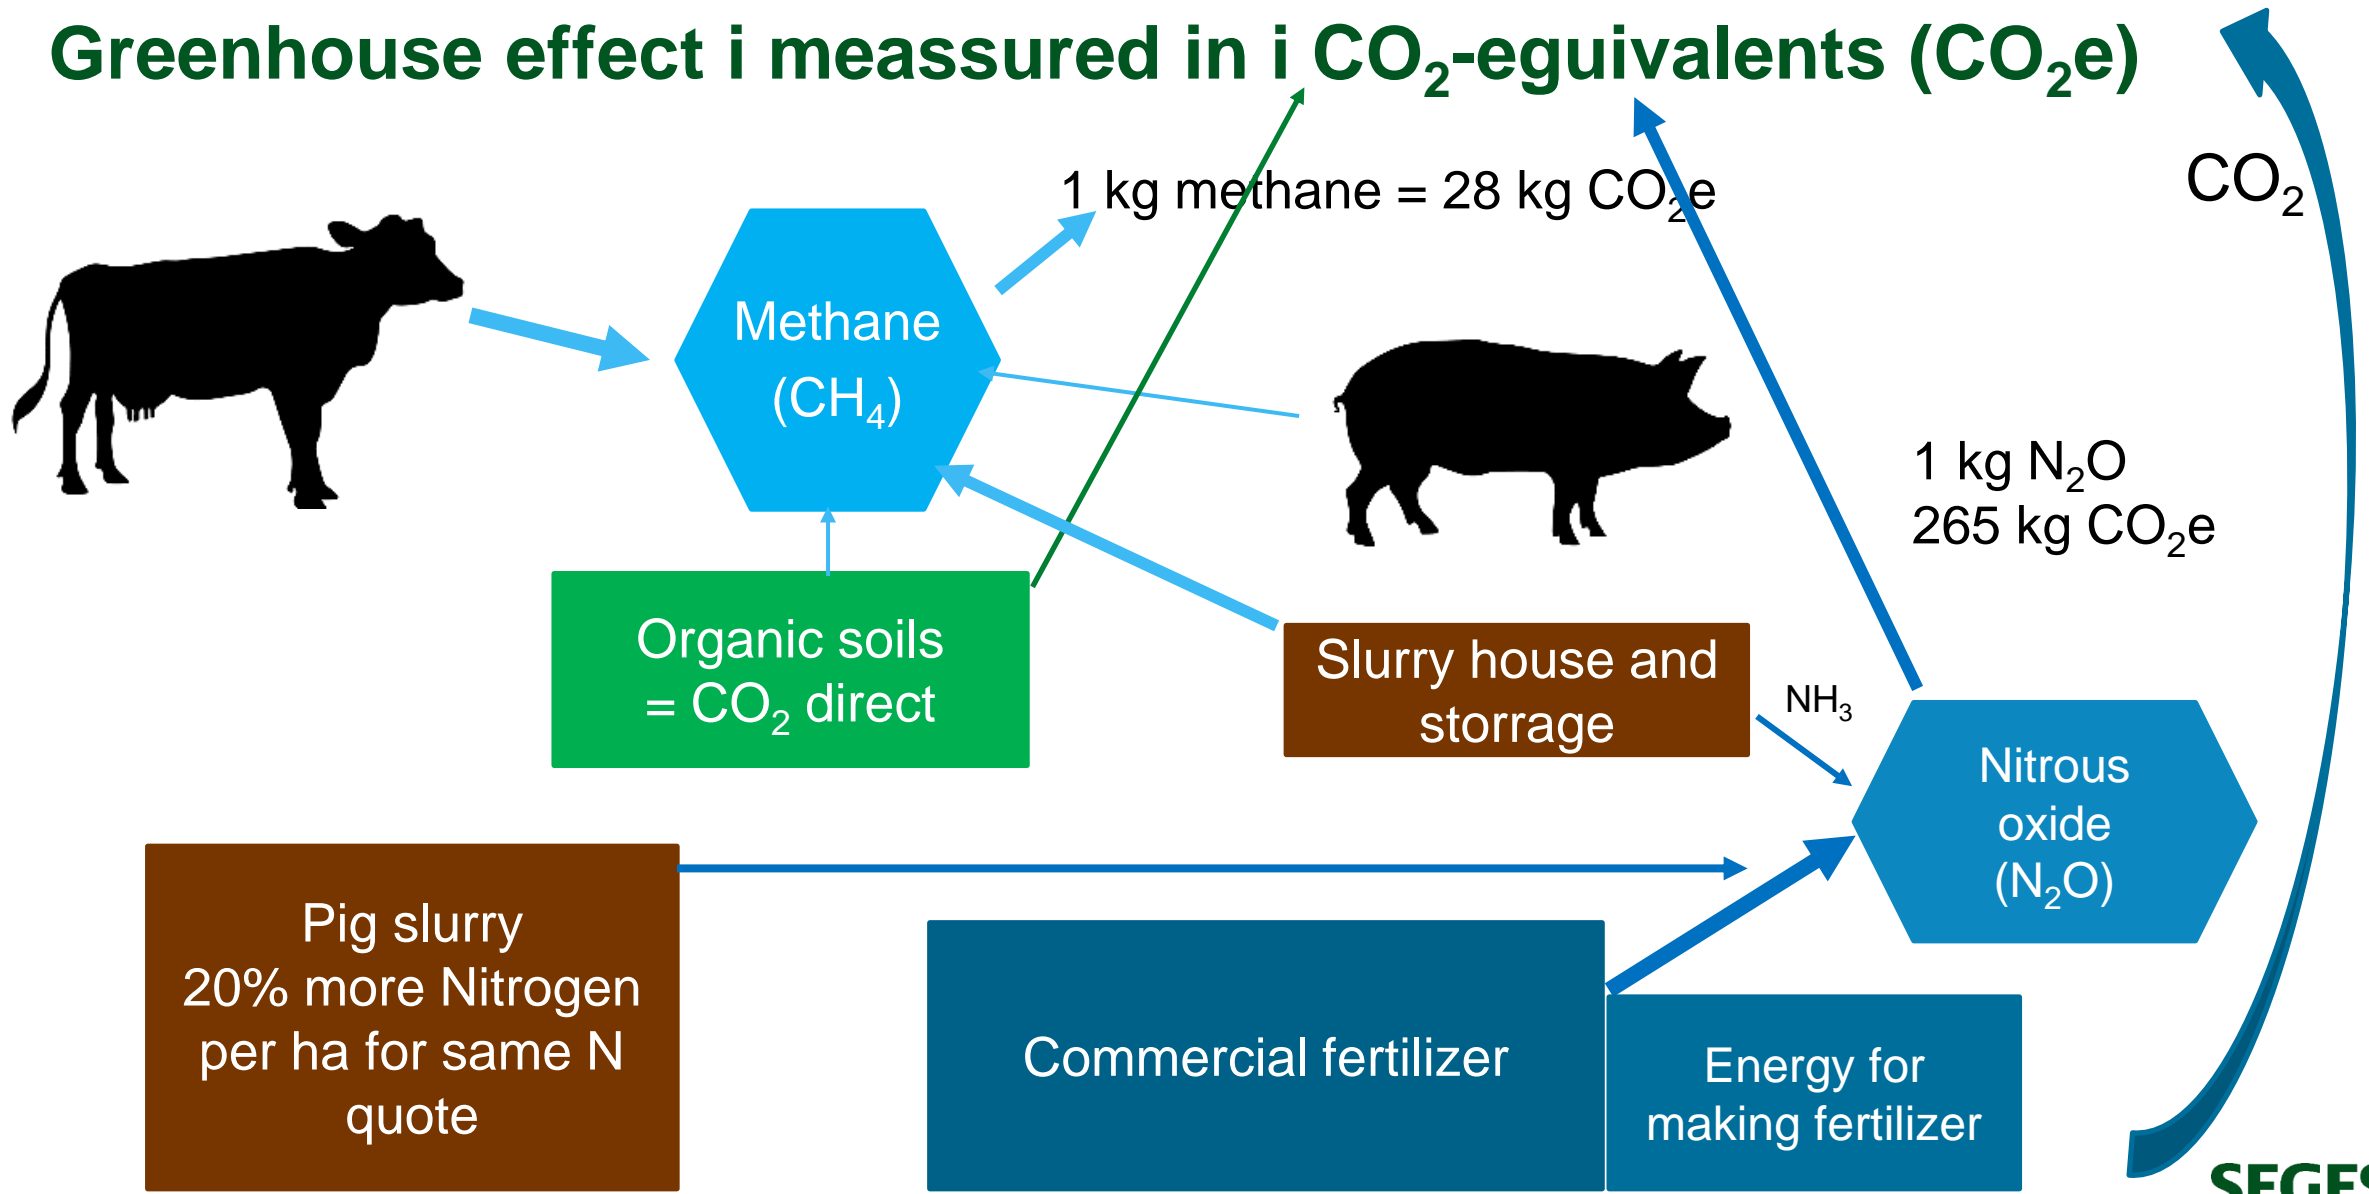 Greenhouse effect i meassured in i CO₂-eguivalents (CO₂e)
1 kg methane = 28 kg CO₂e
CO₂
Methane
(CH₄)
1 kg N₂O
265 kg CO₂e
Organic soils
= CO₂ direct
Slurry house and
storrage
NH₃
Nitrous
oxide
(N₂O)
Pig slurry
20% more Nitrogen
per ha for same N
quote
Commercial fertilizer
Energy for
making fertilizer
SEGES